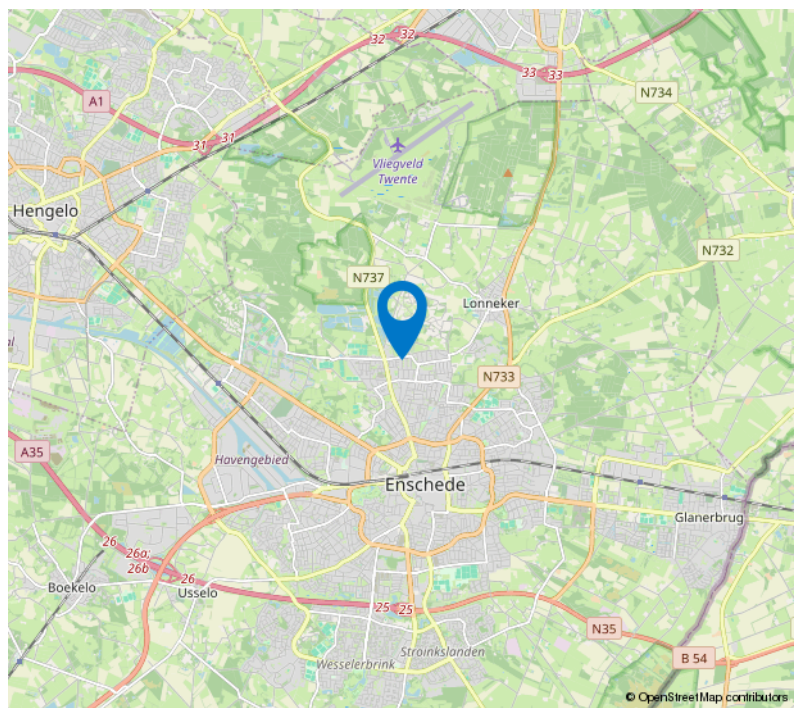 32
32
33
33
A1
N734
31
31
Vliegveld
Twente
Hengelo
N732
N737
Lonneker
N733
A35
Havengebied
Enschede
Glanerbrug
26
26a;
26b
26
Boekelo
Usselo
25
25
N35
Stroinkslanden
Wesselerbrink
B 54
© OpenStreetMap contributors